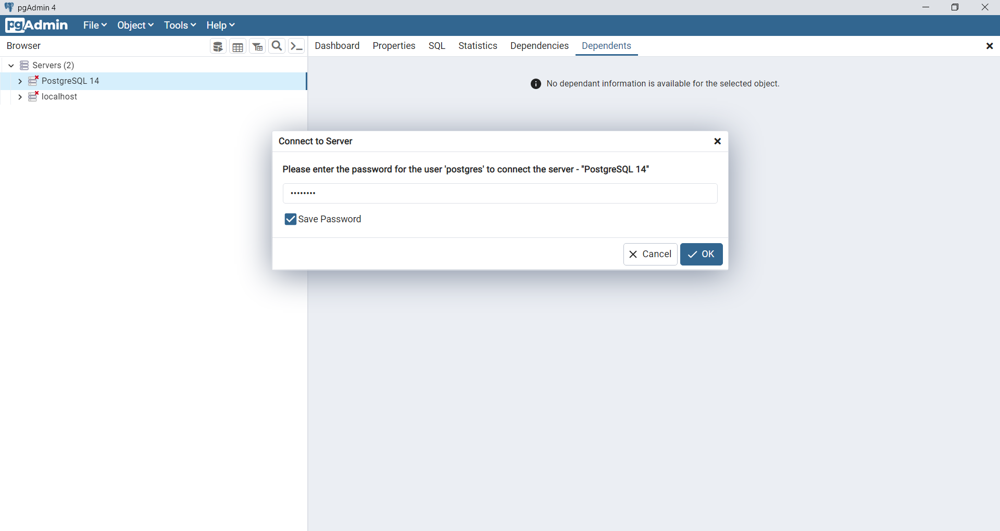 pgAdmin 4
pgAdmin File Object Tools Help
Browser
Dashboard Properties SQL Statistics Dependencies Dependents
Servers (2)
PostgreSQL 14
localhost
No dependant information is available for the selected object.
Connect to Server
Please enter the password for the user 'postgres' to connect the server - "PostgreSQL 14"
••••••••
Save Password
Cancel OK